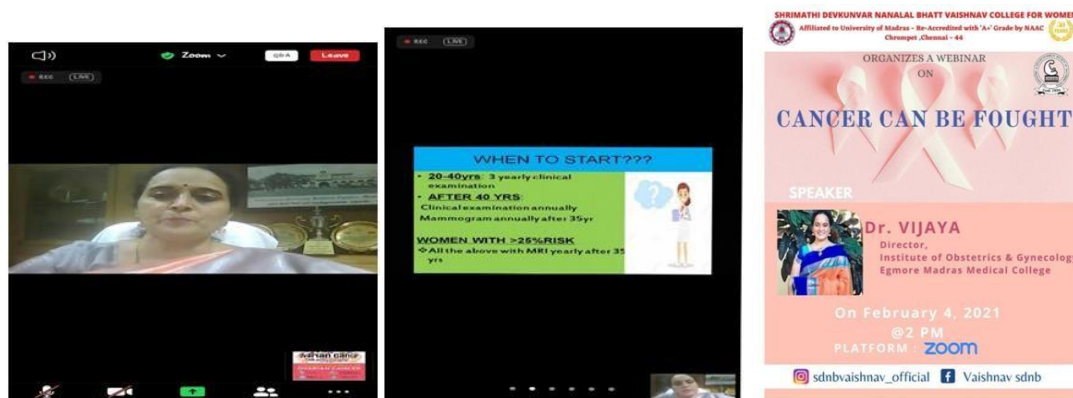 Zoom
Q&A
Leave
REC
LIVE
REC
LIVE
WHEN TO START???
• 20-40yrs: 3 yearly clinical
examination
• AFTER 40 YRS:
Clinical examination annually
Mammogram annually after 35yr
WOMEN WITH >25%RISK
❖All the above with MRI yearly after 35
yrs
SHRIMATHI DEVKUNVAR NANALAL BHATT VAISHNAV COLLEGE FOR WOMEN
Affiliated to University of Madras - Re-Accredited with 'A+' Grade by NAAC
Chrompet ,Chennai - 44
ORGANIZES A WEBINAR
ON
CANCER CAN BE FOUGHT
SPEAKER
Dr. VIJAYA
Director,
Institute of Obstetrics & Gynecolog
Egmore Madras Medical College
On February 4, 2021
@2 PM
PLATFORM : zoom
sdnbvaishnav_official Vaishnav sdnb